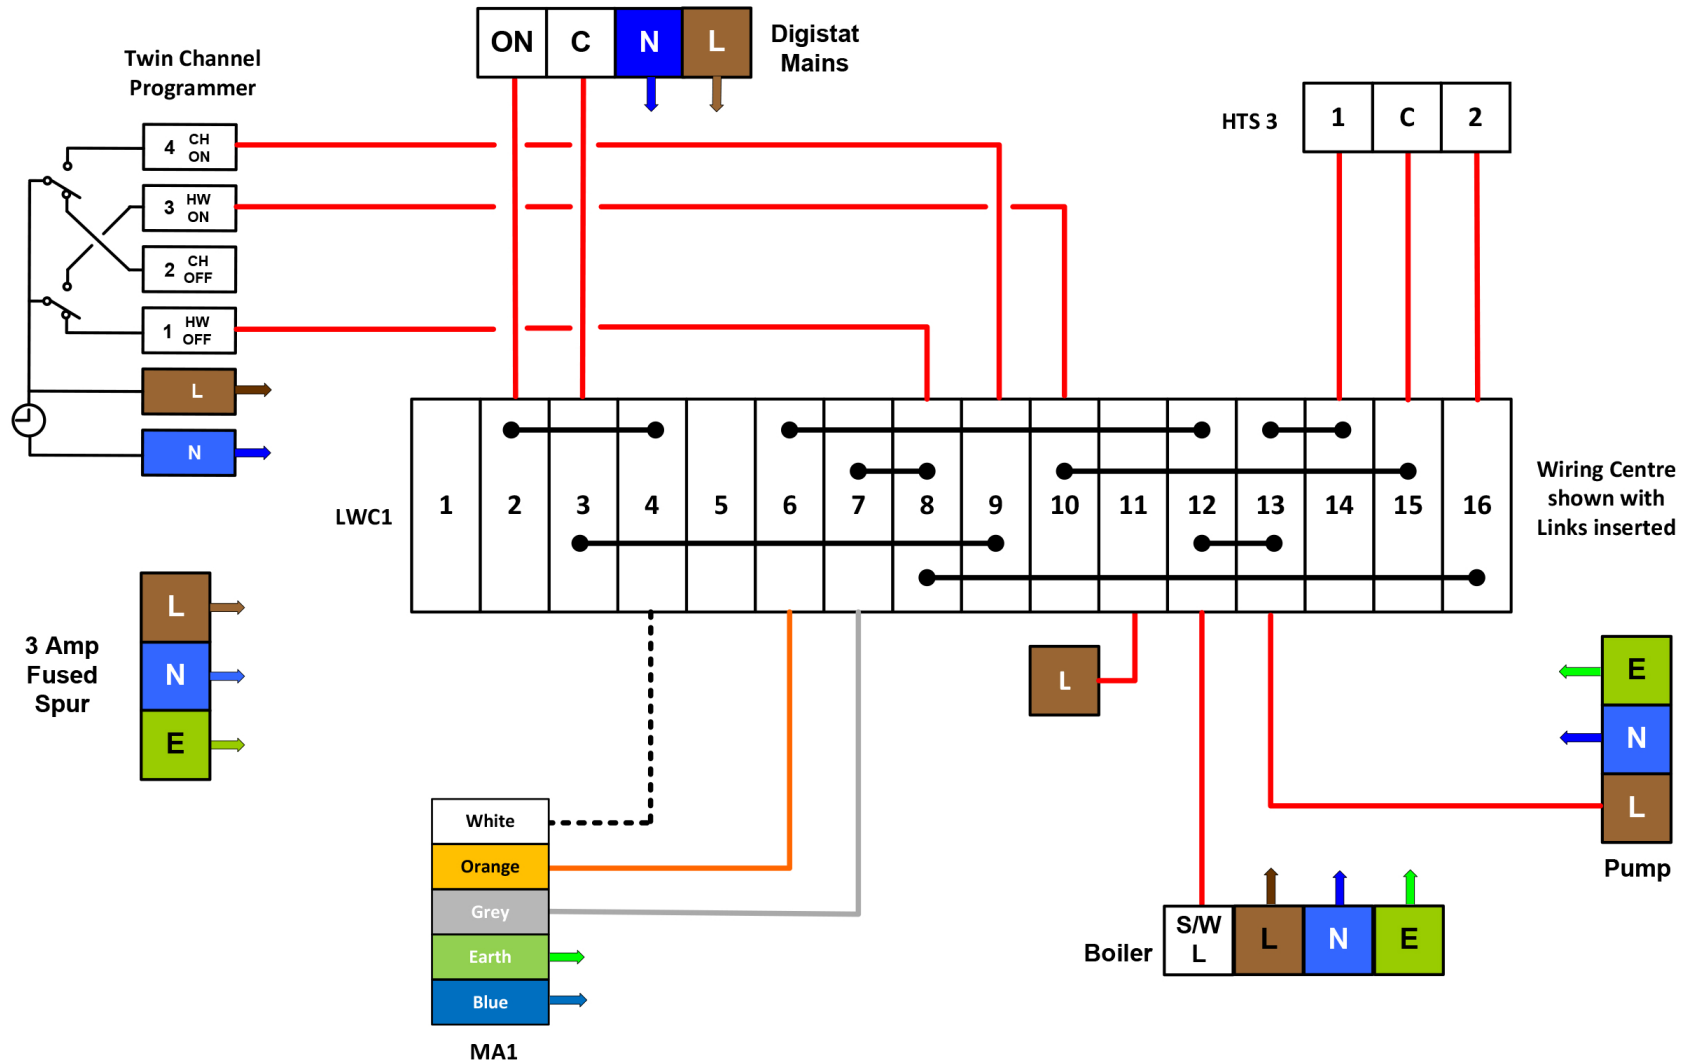 ON C N L
Digistat
Mains
Twin Channel
Programmer
4 CH
ON
3 HW
ON
2 CH
OFF
1 HW
OFF
L
N
HTS 3
1 C 2
LWC1
1 2 3 4 5 6 7 8 9 10 11 12 13 14 15 16
Wiring Centre
shown with
Links inserted
3 Amp
Fused
Spur
L
N
E
L
E
N
L
Pump
White
Orange
Grey
Earth
Blue
MA1
Boiler
S/W
L
L N E